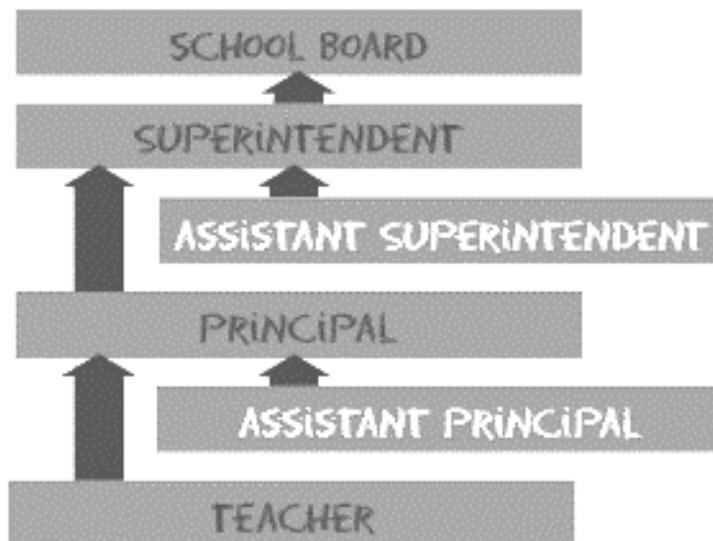 SCHOOL BOARD
SUPERiNTENDENT
ASSiSTANT SUPERiNTENDENT
PRiNCiPAL
ASSiSTANT PRiNCiPAL
TEACHER